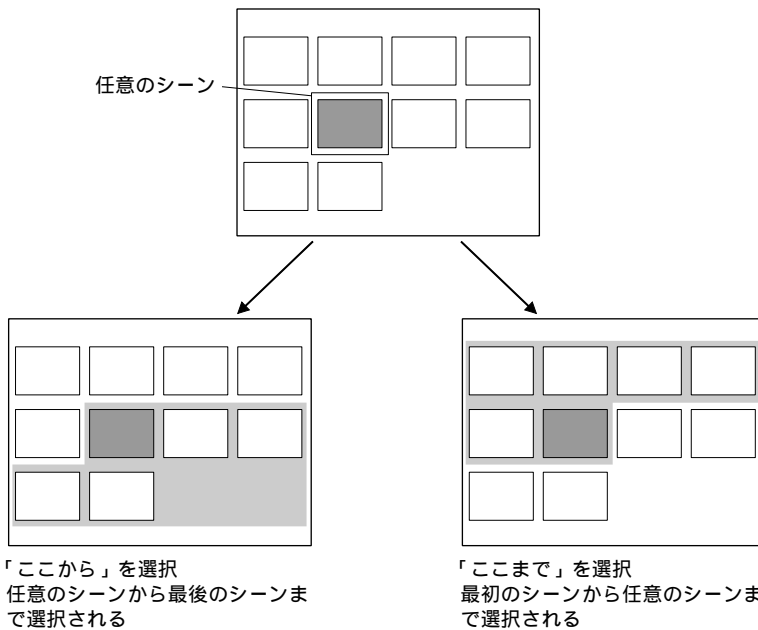 任意のシーン
「ここから」を選択
任意のシーンから最後のシーンま
で選択される
「ここまで」を選択
最初のシーンから任意のシーンま
で選択される